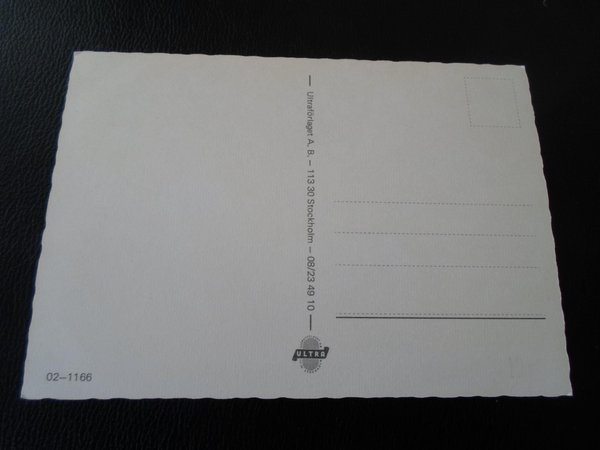 Ultraförlaget A. B. – 113 30 Stockholm – 08/23 49 10
ULTRA
02–1166